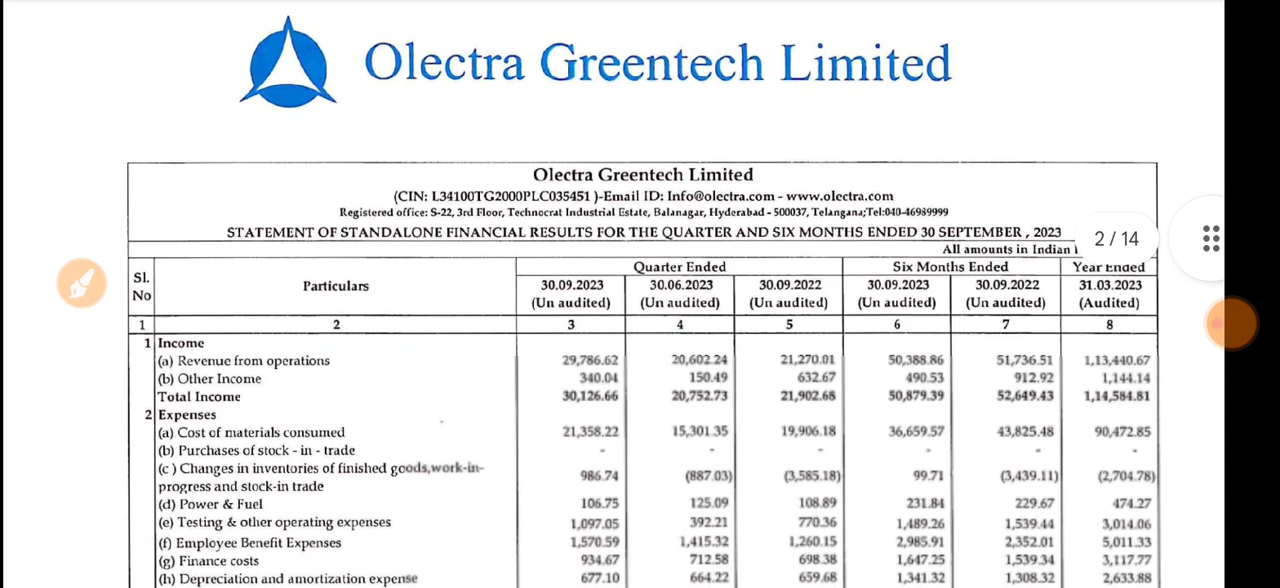 Olectra Greentech Limited
Olectra Greentech Limited
(CIN: L34100TG2000PLC035451 )-Email ID: Info@olectra.com - www.olectra.com
Registered office: S-22, 3rd Floor, Technocrat Industrial Estate, Balanagar, Hyderabad - 500037, Telangana;Tel:040-46989999
STATEMENT OF STANDALONE FINANCIAL RESULTS FOR THE QUARTER AND SIX MONTHS ENDED 30 SEPTEMBER , 2023
2 / 14
All amounts in Indian
Sl. No Particulars Quarter Ended Six Months Ended Year Ended
30.09.2023 30.06.2023 30.09.2022 30.09.2023 30.09.2022 31.03.2023
(Un audited) (Un audited) (Un audited) (Un audited) (Un audited) (Audited)
1 2 3 4 5 6 7 8
1 Income
(a) Revenue from operations 29,786.62 20,602.24 21,270.01 50,388.86 51,736.51 1,13,440.67
(b) Other Income 340.04 150.49 632.67 490.53 912.92 1,144.14
Total Income 30,126.66 20,752.73 21,902.68 50,879.39 52,649.43 1,14,584.81
2 Expenses
(a) Cost of materials consumed 21,358.22 15,301.35 19,906.18 36,659.57 43,825.48 90,472.85
(b) Purchases of stock - in - trade - - - - - -
(c ) Changes in inventories of finished goods,work-in-
progress and stock-in trade 986.74 (887.03) (3,585.18) 99.71 (3,439.11) (2,704.78)
(d) Power & Fuel 106.75 125.09 108.89 231.84 229.67 474.27
(e) Testing & other operating expenses 1,097.05 392.21 770.36 1,489.26 1,539.44 3,014.06
(f) Employee Benefit Expenses 1,570.59 1,415.32 1,260.15 2,985.91 2,352.01 5,011.33
(g) Finance costs 934.67 712.58 698.38 1,647.25 1,539.34 3,117.77
(h) Depreciation and amortization expense 677.10 664.22 659.68 1,341.32 1,308.32 2,633.88